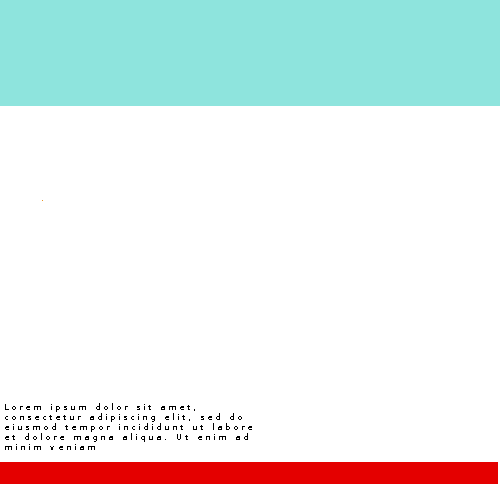 Lorem ipsum dolor sit amet,
consectetur adipiscing elit, sed do
eiusmod tempor incididunt ut labore
et dolore magna aliqua. Ut enim ad
minim veniam